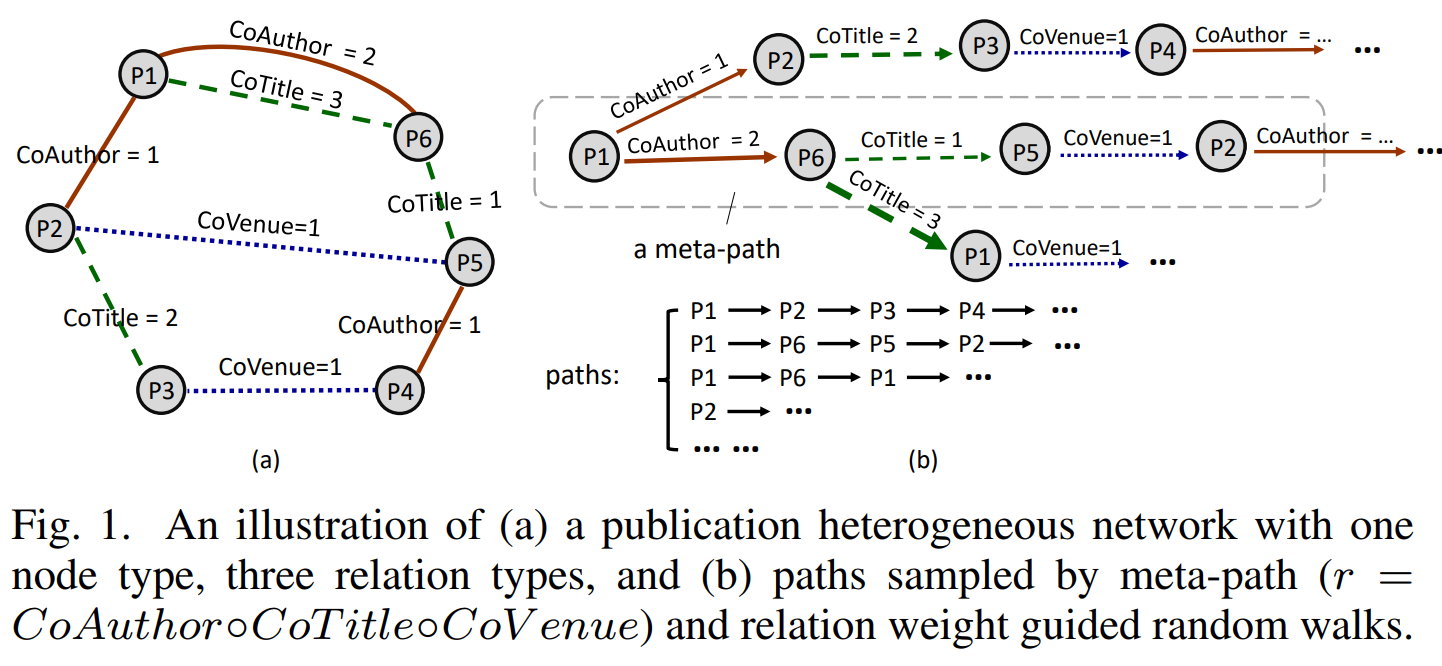 CoAuthor = 2
P1
CoTitle = 3
P6
CoAuthor = 1
CoTitle = 1
P2
CoVenue=1
P5
CoTitle = 2
CoAuthor = 1
CoVenue=1
P3
P4
(a)
CoAuthor = 1
P2
CoTitle = 2
P3
CoVenue=1
P4
CoAuthor = ...
...
P1
CoAuthor = 2
P6
CoTitle = 1
P5
CoVenue=1
P2
CoAuthor = ...
...
CoTitle = 3
a meta-path
P1
CoVenue=1
...
paths:
P1 → P2 → P3 → P4 → ...
P1 → P6 → P5 → P2 → ...
P1 → P6 → P1 → ...
P2 → ...
... ...
(b)
Fig. 1. An illustration of (a) a publication heterogeneous network with one
node type, three relation types, and (b) paths sampled by meta-path (r =
CoAuthor∘CoTitle∘CoVenue) and relation weight guided random walks.